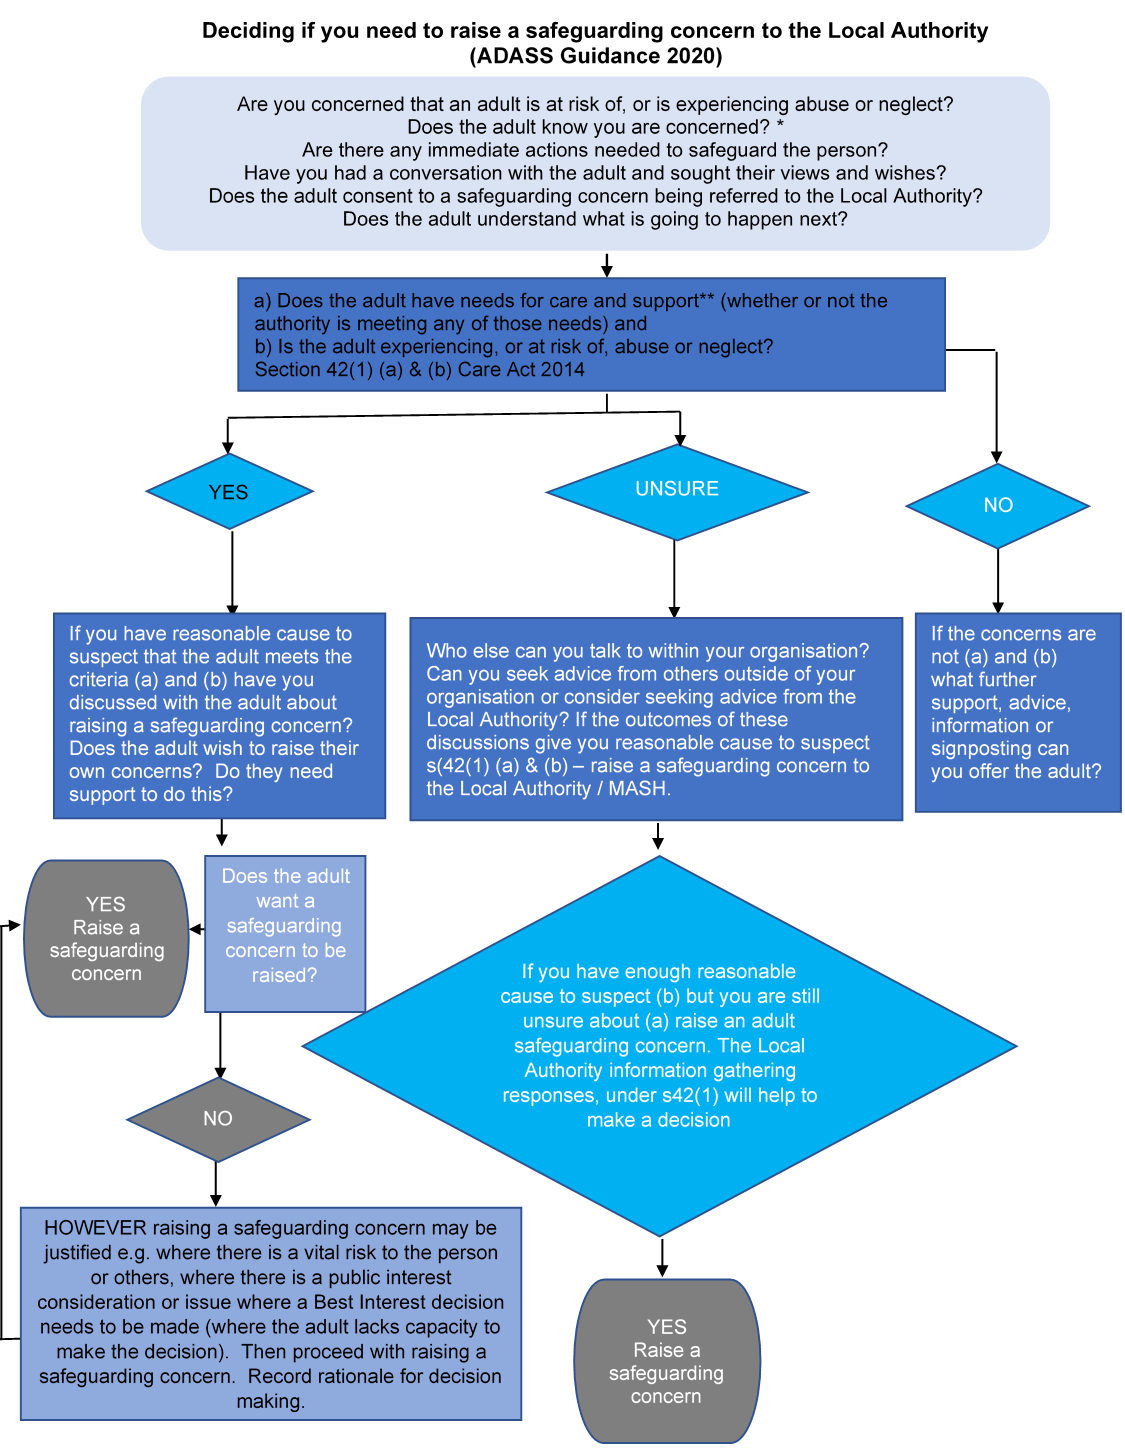 Deciding if you need to raise a safeguarding concern to the Local Authority
(ADASS Guidance 2020)
Are you concerned that an adult is at risk of, or is experiencing abuse or neglect?
Does the adult know you are concerned? *
Are there any immediate actions needed to safeguard the person?
Have you had a conversation with the adult and sought their views and wishes?
Does the adult consent to a safeguarding concern being referred to the Local Authority?
Does the adult understand what is going to happen next?
a) Does the adult have needs for care and support** (whether or not the
authority is meeting any of those needs) and
b) Is the adult experiencing, or at risk of, abuse or neglect?
Section 42(1) (a) & (b) Care Act 2014
YES
UNSURE
NO
If you have reasonable cause to
suspect that the adult meets the
criteria (a) and (b) have you
discussed with the adult about
raising a safeguarding concern?
Does the adult wish to raise their
own concerns?  Do they need
support to do this?
Who else can you talk to within your organisation?
Can you seek advice from others outside of your
organisation or consider seeking advice from the
Local Authority? If the outcomes of these
discussions give you reasonable cause to suspect
s(42(1) (a) & (b) – raise a safeguarding concern to
the Local Authority / MASH.
If the concerns are
not (a) and (b)
what further
support, advice,
information or
signposting can
you offer the adult?
YES
Raise a
safeguarding
concern
Does the adult
want a
safeguarding
concern to be
raised?
If you have enough reasonable
cause to suspect (b) but you are still
unsure about (a) raise an adult
safeguarding concern. The Local
Authority information gathering
responses, under s42(1) will help to
make a decision
NO
HOWEVER raising a safeguarding concern may be
justified e.g. where there is a vital risk to the person
or others, where there is a public interest
consideration or issue where a Best Interest decision
needs to be made (where the adult lacks capacity to
make the decision).  Then proceed with raising a
safeguarding concern.  Record rationale for decision
making.
YES
Raise a
safeguarding
concern